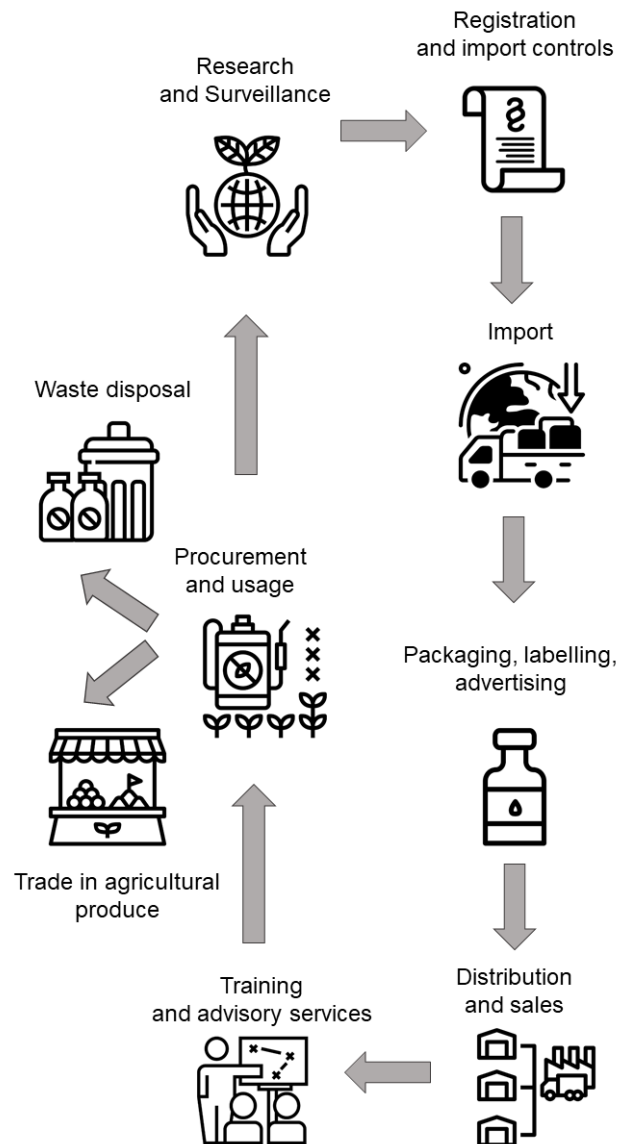 Registration
and import controls
Research
and Surveillance
Import
Waste disposal
Procurement
and usage
Packaging, labelling,
advertising
Trade in agricultural
produce
Training
and advisory services
Distribution
and sales